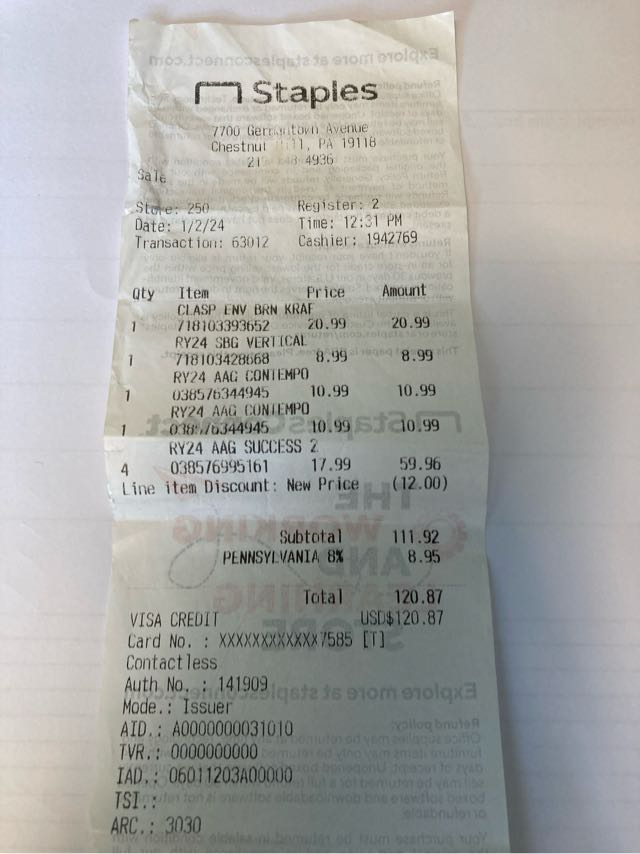 Staples
7700 Germantown Avenue
Chestnut Hill, PA 19118
4936
Sale
Store: 250 Register: 2
Date: 1/2/24 Time: 12:31 PM
Transaction: 63012 Cashier: 1942769
Qty Item Price Amount
CLASP ENV BRN KRAF
1 718103393652 20.99 20.99
RY24 SBG VERTICAL
1 718103428668 8.99 8.99
RY24 AAG CONTEMPO
1 038576344945 10.99 10.99
RY24 AAG CONTEMPO
1 038576344945 10.99 10.99
RY24 AAG SUCCESS 2
4 038576995161 17.99 59.96
Line item Discount: New Price (12.00)
Subtotal 111.92
PENNSYLVANIA 8% 8.95
Total 120.87
VISA CREDIT USD$120.87
Card No. : XXXXXXXXXXXX7585 [T]
Contactless
Auth No. : 141909
Mode.: Issuer
AID.: A0000000031010
TVR.: 0000000000
IAD.: 06011203A00000
TSI.:
ARC.: 3030